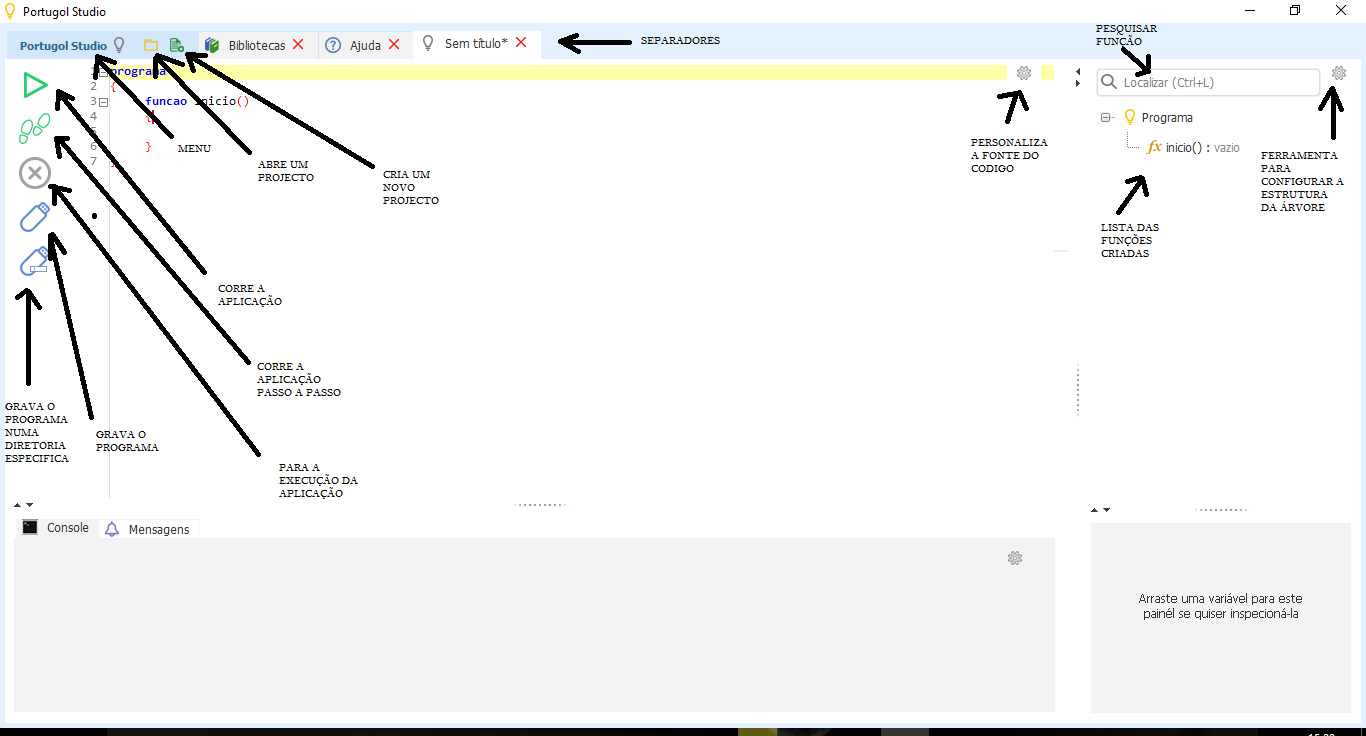 Portugol Studio
Portugol Studio
Bibliotecas
Ajuda
Sem título*
SEPARADORES
PESQUISAR
FUNÇÃO
1 programa
2 {
3 funcao inicio()
4 {
6 }
7
MENU
ABRE UM
PROJECTO
CRIA UM
NOVO
PROJECTO
PERSONALIZA
A FONTE DO
CODIGO
Localizar (Ctrl+L)
Programa
fx inicio() : vazio
FERRAMENTA
PARA
CONFIGURAR A
ESTRUTURA
DA ÁRVORE
LISTA DAS
FUNÇÕES
CRIADAS
CORRE A
APLICAÇÃO
CORRE A
APLICAÇÃO
PASSO A PASSO
GRAVA O
PROGRAMA
NUMA
DIRETORIA
ESPECIFICA
GRAVA O
PROGRAMA
PARA A
EXECUÇÃO DA
APLICAÇÃO
Console
Mensagens
Arraste uma variável para este
painél se quiser inspecioná-la